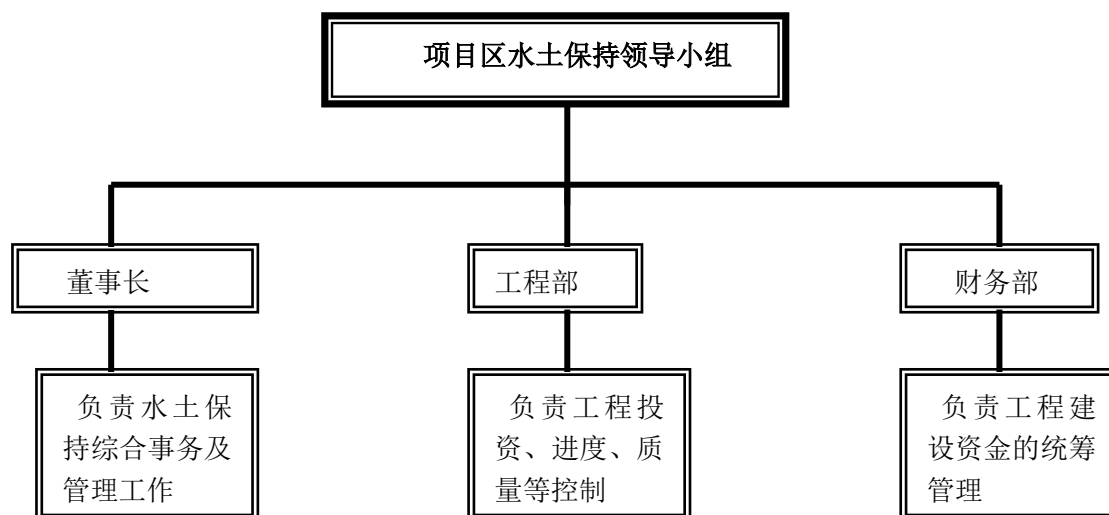 项目区水土保持领导小组
董事长
工程部
财务部
负责水土保
持综合事务及
管理工作
负责工程投
资、进度、质
量等控制
负责工程建
设资金的统筹
管理